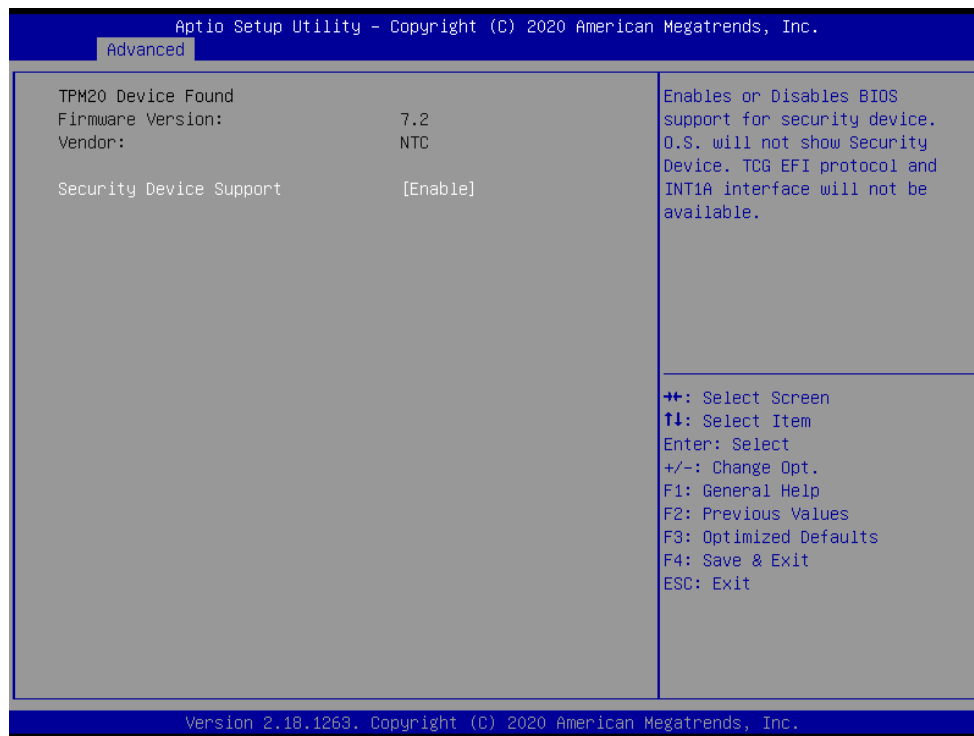 Aptio Setup Utility – Copyright (C) 2020 American Megatrends, Inc.
Advanced
TPM20 Device Found
Firmware Version: 7.2
Vendor: NTC
Security Device Support [Enable]
Enables or Disables BIOS
support for security device.
O.S. will not show Security
Device. TCG EFI protocol and
INT1A interface will not be
available.
→←: Select Screen
↑↓: Select Item
Enter: Select
+/-: Change Opt.
F1: General Help
F2: Previous Values
F3: Optimized Defaults
F4: Save & Exit
ESC: Exit
Version 2.18.1263. Copyright (C) 2020 American Megatrends, Inc.